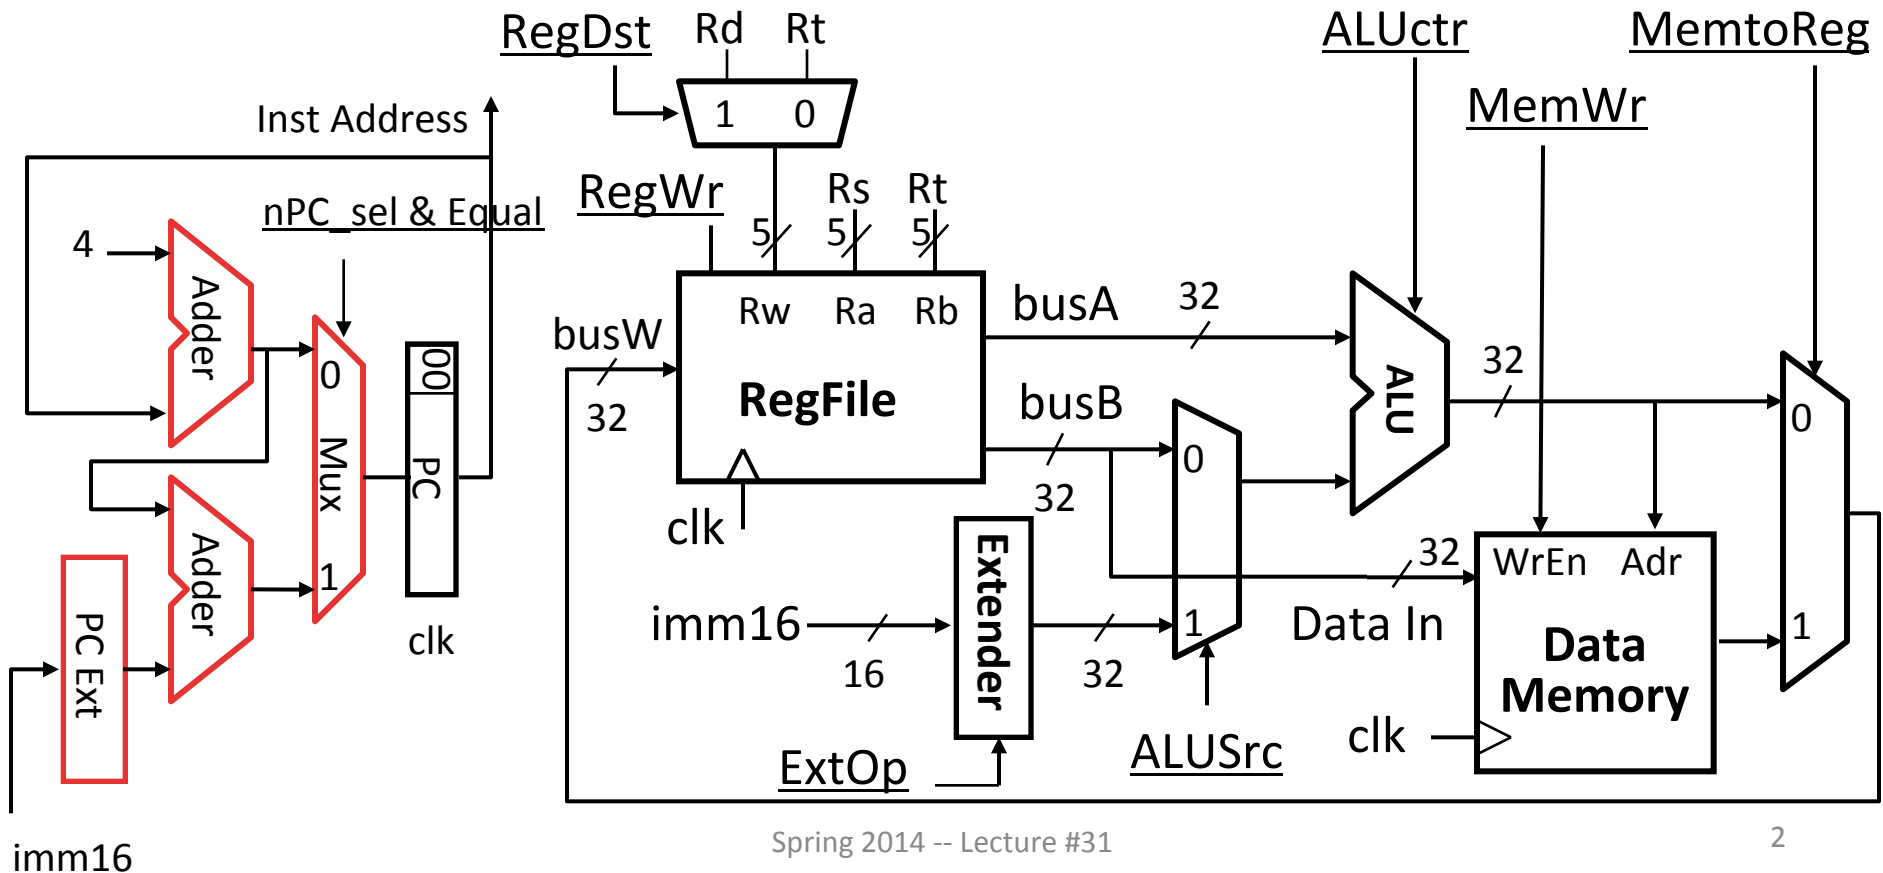 RegDst
Rd Rt
ALUctr
MemtoReg
1 0
Inst Address
MemWr
RegWr
Rs Rt
nPC_sel & Equal
5 5 5
4
Adder
busW
32
Rw Ra Rb
RegFile
clk
busA
32
busB
32
0
Mux
1
00
PC
clk
Adder
PC Ext
imm16
imm16
16
Extender
32
ExtOp
0
1
ALUSrc
ALU
32
32
Data In
WrEn Adr
Data
Memory
clk
0
1
Spring 2014 -- Lecture #31
2